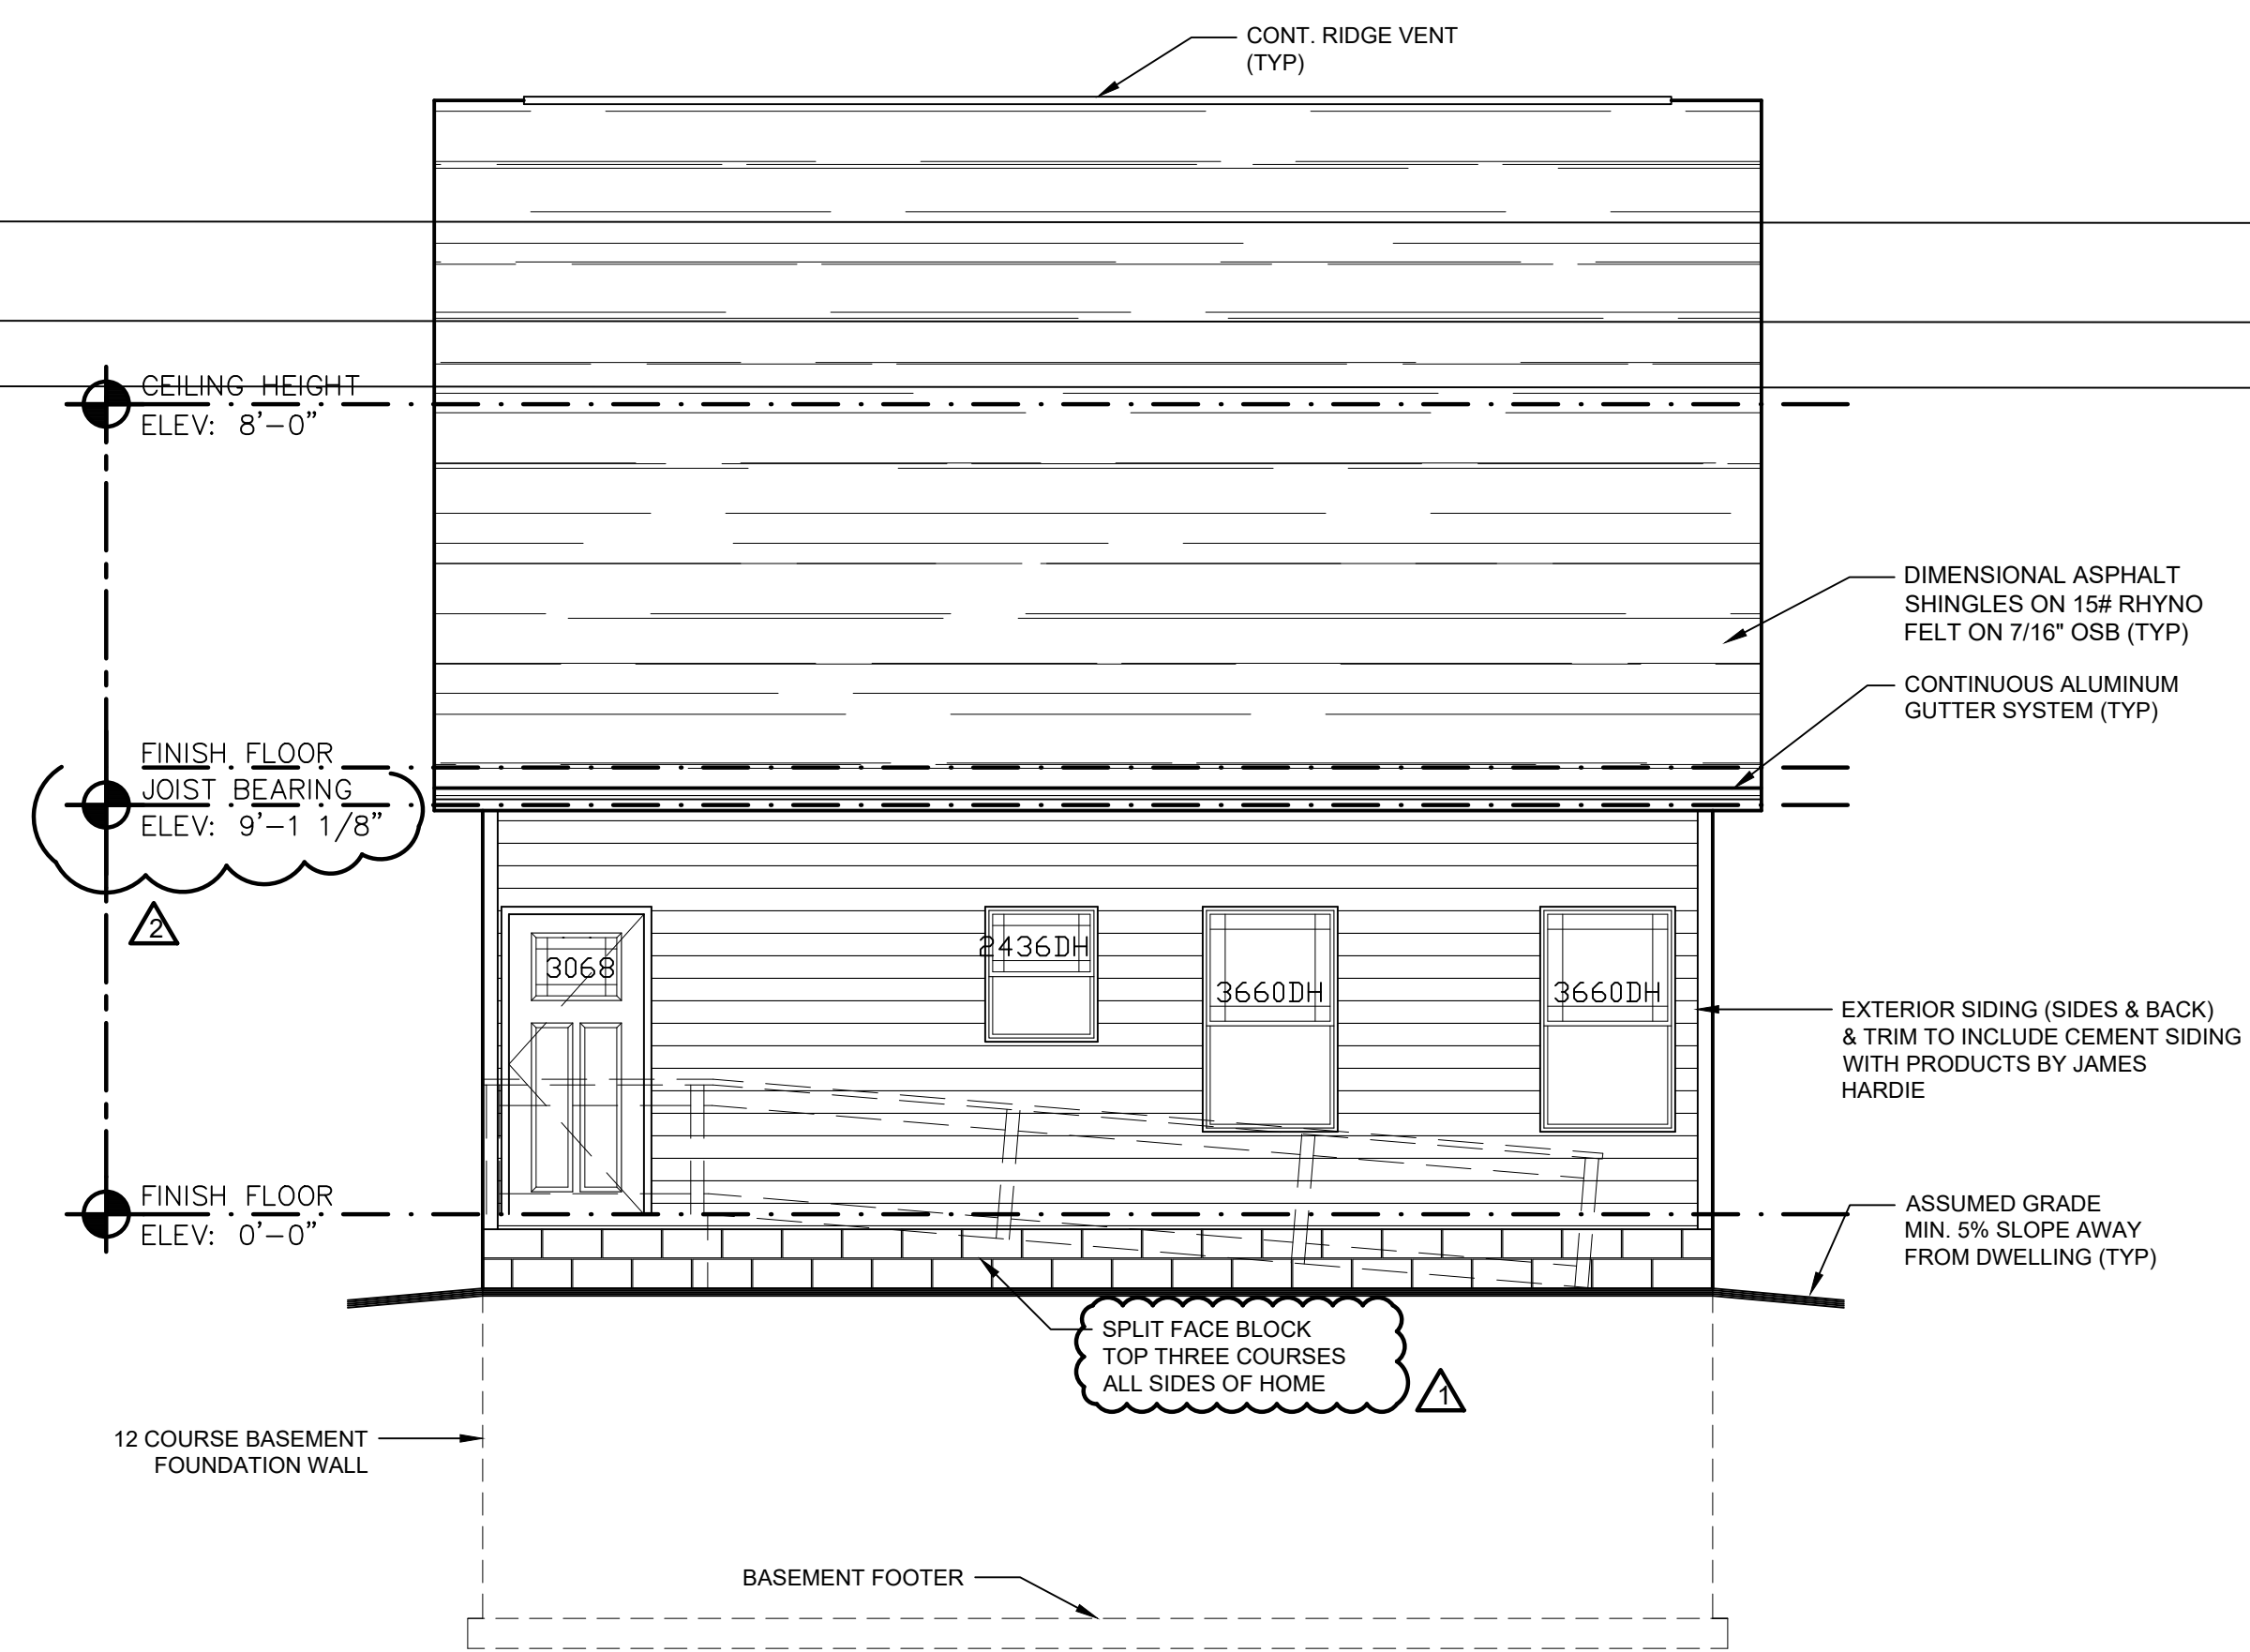 CONT. RIDGE VENT
(TYP)
CEILING HEIGHT
ELEV: 8'-0"
DIMENSIONAL ASPHALT
SHINGLES ON 15# RHYNO
FELT ON 7/16" OSB (TYP)
CONTINUOUS ALUMINUM
GUTTER SYSTEM (TYP)
FINISH FLOOR
JOIST BEARING
ELEV: 9'-1 1/8"
2
3068
2436DH
3660DH
3660DH
EXTERIOR SIDING (SIDES & BACK)
& TRIM TO INCLUDE CEMENT SIDING
WITH PRODUCTS BY JAMES
HARDIE
FINISH FLOOR
ELEV: 0'-0"
ASSUMED GRADE
MIN. 5% SLOPE AWAY
FROM DWELLING (TYP)
SPLIT FACE BLOCK
TOP THREE COURSES
ALL SIDES OF HOME
1
12 COURSE BASEMENT
FOUNDATION WALL
BASEMENT FOOTER